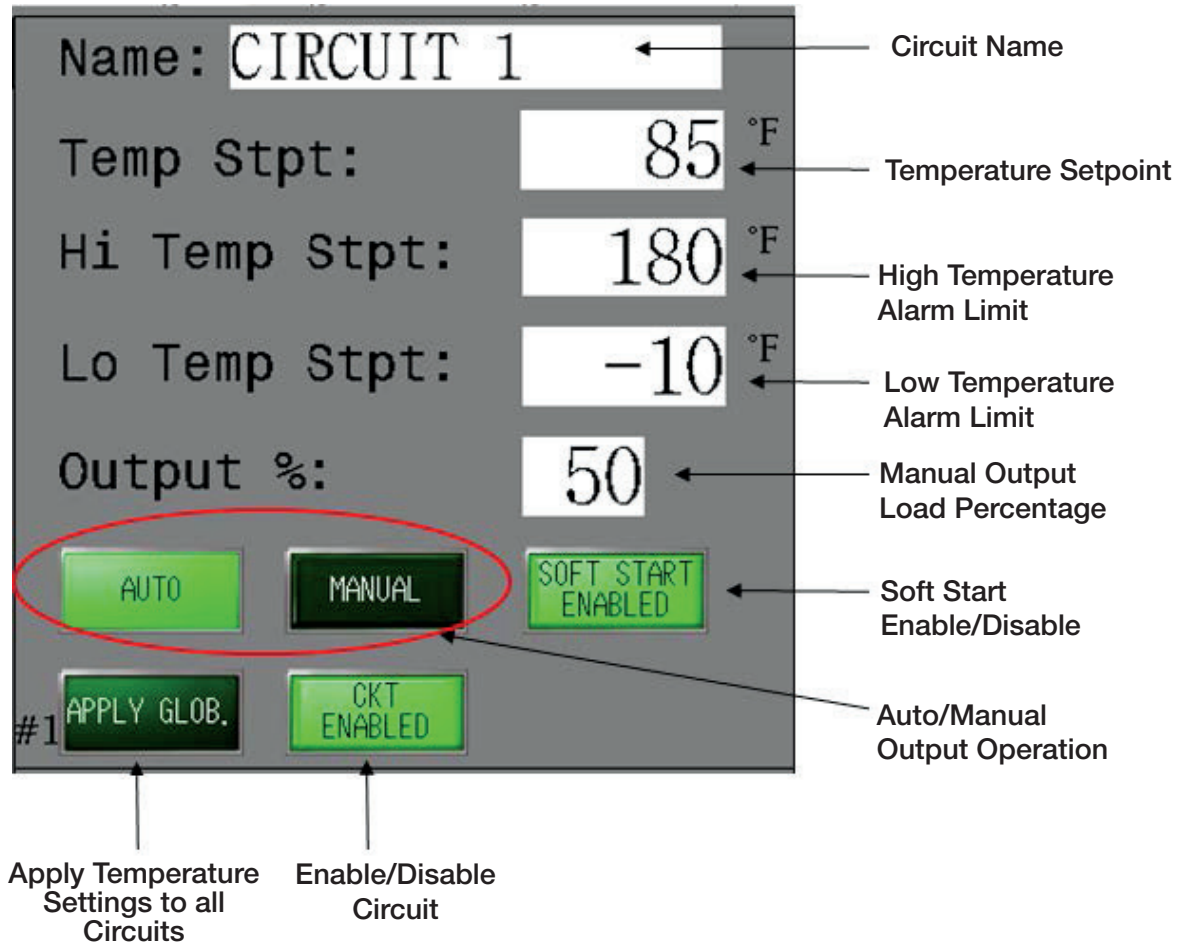 Name: CIRCUIT 1
Circuit Name
Temp Stpt: 85 °F
Temperature Setpoint
Hi Temp Stpt: 180 °F
High Temperature
Alarm Limit
Lo Temp Stpt: -10 °F
Low Temperature
Alarm Limit
Output %: 50
Manual Output
Load Percentage
AUTO
MANUAL
SOFT START
ENABLED
Soft Start
Enable/Disable
#1
APPLY GLOB.
CKT
ENABLED
Auto/Manual
Output Operation
Apply Temperature
Settings to all
Circuits
Enable/Disable
Circuit